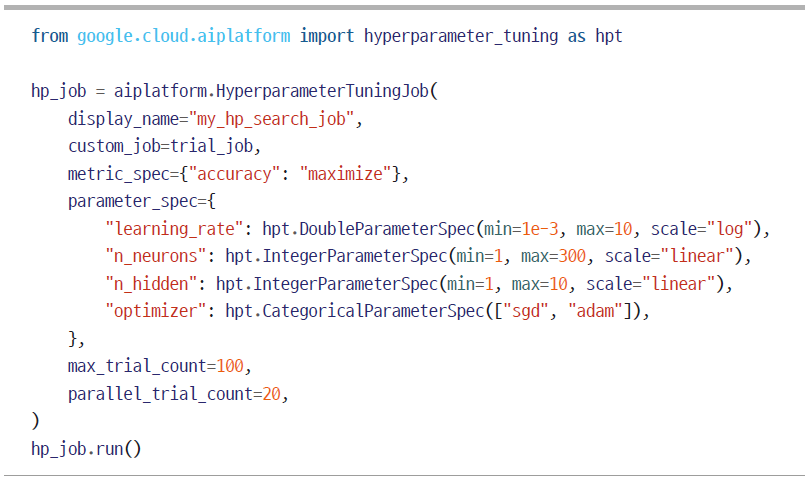 from google.cloud.aiplatform import hyperparameter_tuning as hpt

hp_job = aiplatform.HyperparameterTuningJob(
    display_name="my_hp_search_job",
    custom_job=trial_job,
    metric_spec={"accuracy": "maximize"},
    parameter_spec={
        "learning_rate": hpt.DoubleParameterSpec(min=1e-3, max=10, scale="log"),
        "n_neurons": hpt.IntegerParameterSpec(min=1, max=300, scale="linear"),
        "n_hidden": hpt.IntegerParameterSpec(min=1, max=10, scale="linear"),
        "optimizer": hpt.CategoricalParameterSpec(["sgd", "adam"]),
    },
    max_trial_count=100,
    parallel_trial_count=20,
)
hp_job.run()